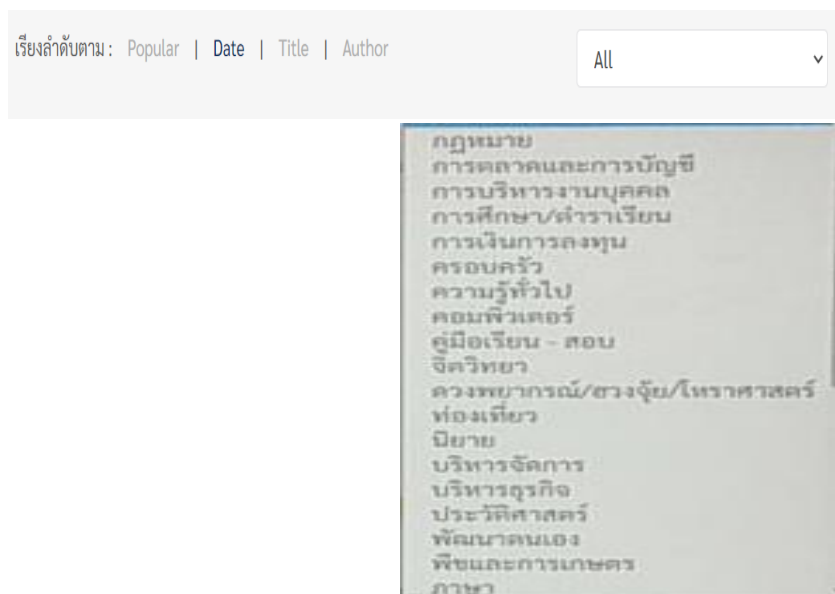 เรียงลำดับตาม : Popular | Date | Title | Author
All
กฎหมาย
การตลาดและการบัญชี
การบริหารงานบุคคล
การศึกษา/ตำราเรียน
การเงินการลงทุน
ครอบครัว
ความรู้ทั่วไป
คอมพิวเตอร์
คู่มือเรียน - สอบ
จิตวิทยา
ดวงพยากรณ์/ฮวงจุ้ย/โหราศาสตร์
ท่องเที่ยว
นิยาย
บริหารจัดการ
บริหารธุรกิจ
ประวัติศาสตร์
พัฒนาตนเอง
พืชและการเกษตร
ภาษา